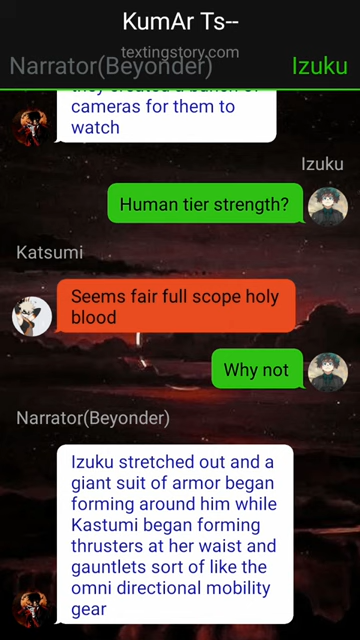 KumAr Ts--
textingstory.com
Narrator(Beyonder)
Izuku
cameras for them to
watch
Izuku
Human tier strength?
Katsumi
Seems fair full scope holy
blood
Why not
Narrator(Beyonder)
Izuku stretched out and a
giant suit of armor began
forming around him while
Kastumi began forming
thrusters at her waist and
gauntlets sort of like the
omni directional mobility
gear